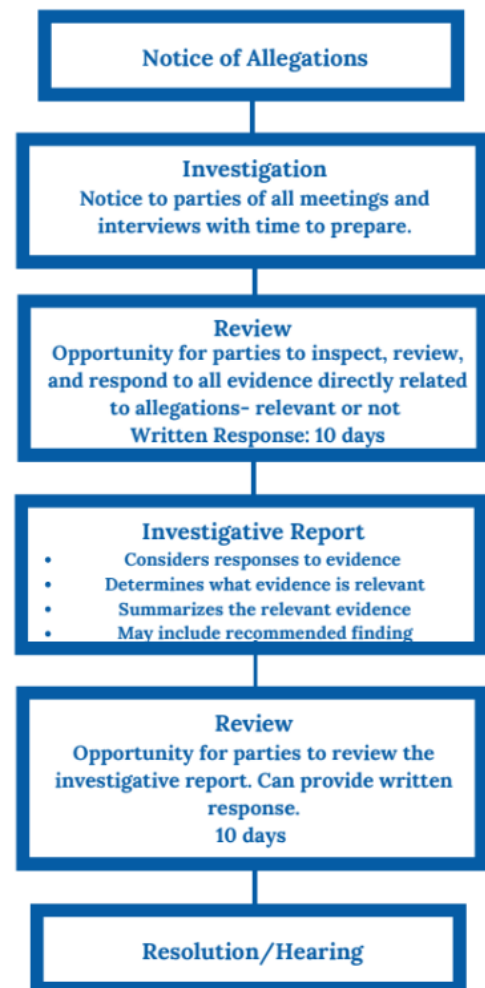 Notice of Allegations
Investigation
Notice to parties of all meetings and
interviews with time to prepare.
Review
Opportunity for parties to inspect, review,
and respond to all evidence directly related
to allegations- relevant or not
Written Response: 10 days
Investigative Report
• Considers responses to evidence
• Determines what evidence is relevant
• Summarizes the relevant evidence
• May include recommended finding
Review
Opportunity for parties to review the
investigative report. Can provide written
response.
10 days
Resolution/Hearing